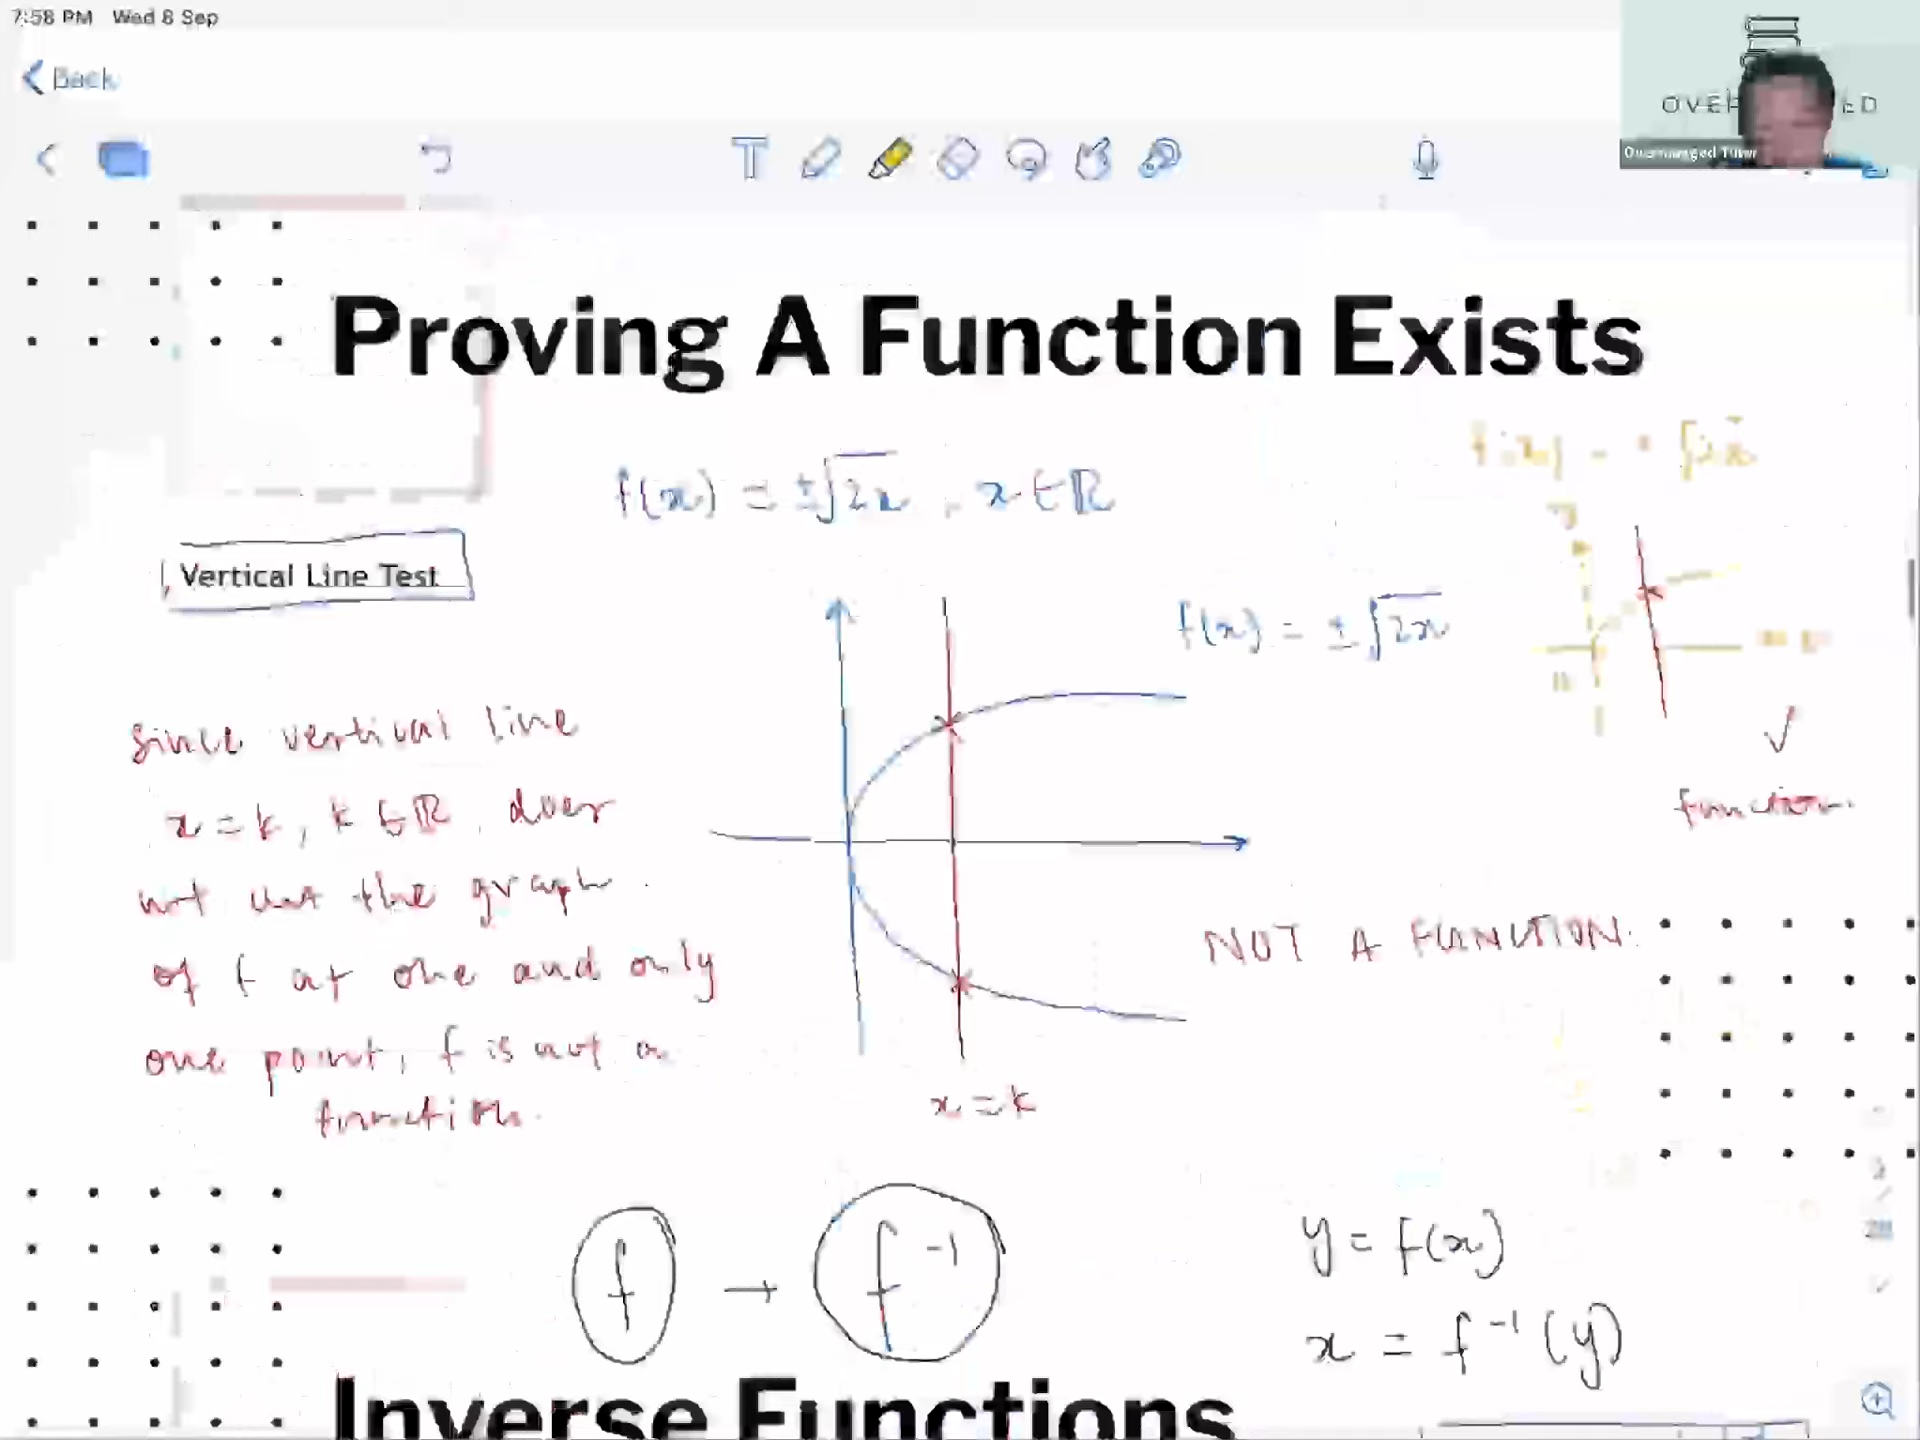 7:58 PM Wed 8 Sep
Back
Proving A Function Exists
f(x) = ±√2x , x ∈ ℝ
Vertical Line Test
f(x) = ±√2x
since vertical line
x = k, k ∈ ℝ, does
not cut the graph
of f at one and only
one point, f is not a
function.
x = k
function.
NOT A FUNCTION.
f → f⁻¹
y = f(x)
x = f⁻¹(y)
Inverse Functions